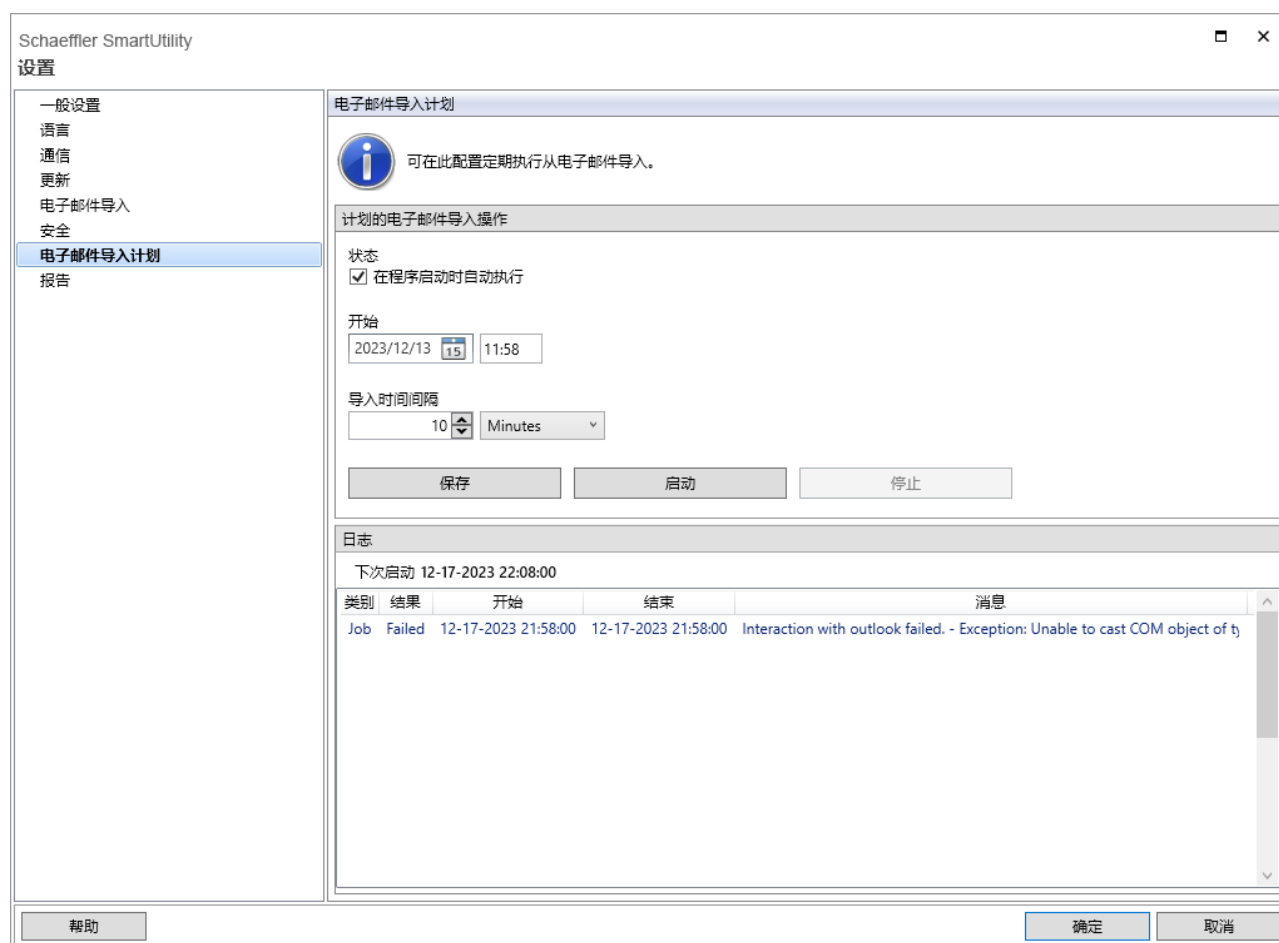 Schaeffler SmartUtility
设置
一般设置
语言
通信
更新
电子邮件导入
安全
电子邮件导入计划
报告
电子邮件导入计划
可在此配置定期执行从电子邮件导入。
计划的电子邮件导入操作
状态
在程序启动时自动执行
开始
2023/12/13 15 11:58
导入时间间隔
10 Minutes
保存 启动 停止
日志
下次启动 12-17-2023 22:08:00
类别 结果 开始 结束 消息
Job Failed 12-17-2023 21:58:00 12-17-2023 21:58:00 Interaction with outlook failed. - Exception: Unable to cast COM object of ty
帮助 确定 取消